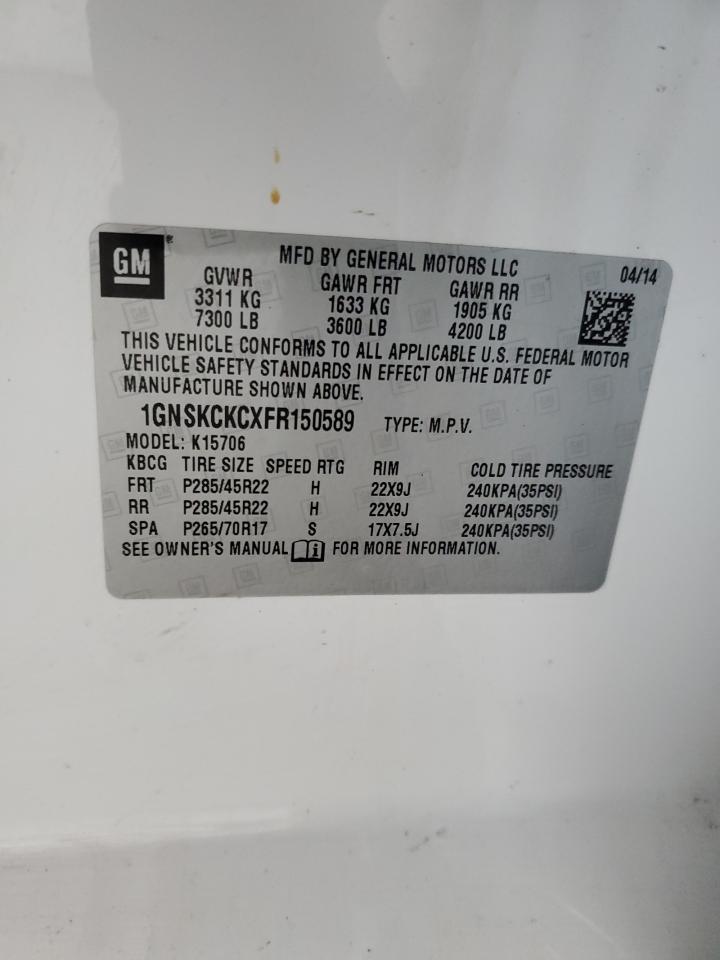 GM
MFD BY GENERAL MOTORS LLC 04/14
GVWR GAWR FRT GAWR RR
3311 KG 1633 KG 1905 KG
7300 LB 3600 LB 4200 LB
THIS VEHICLE CONFORMS TO ALL APPLICABLE U.S. FEDERAL MOTOR
VEHICLE SAFETY STANDARDS IN EFFECT ON THE DATE OF
MANUFACTURE SHOWN ABOVE.
1GNSKCKCXFR150589 TYPE: M.P.V.
MODEL: K15706
KBCG TIRE SIZE SPEED RTG RIM COLD TIRE PRESSURE
FRT P285/45R22 H 22X9J 240KPA(35PSI)
RR P285/45R22 H 22X9J 240KPA(35PSI)
SPA P265/70R17 S 17X7.5J 240KPA(35PSI)
SEE OWNER'S MANUAL FOR MORE INFORMATION.